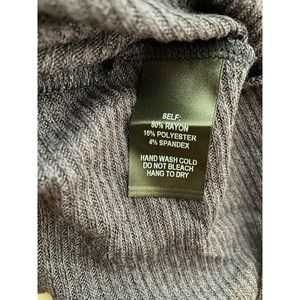 SELF:
80% RAYON
16% POLYESTER
4% SPANDEX
HAND WASH COLD
DO NOT BLEACH
HANG TO DRY